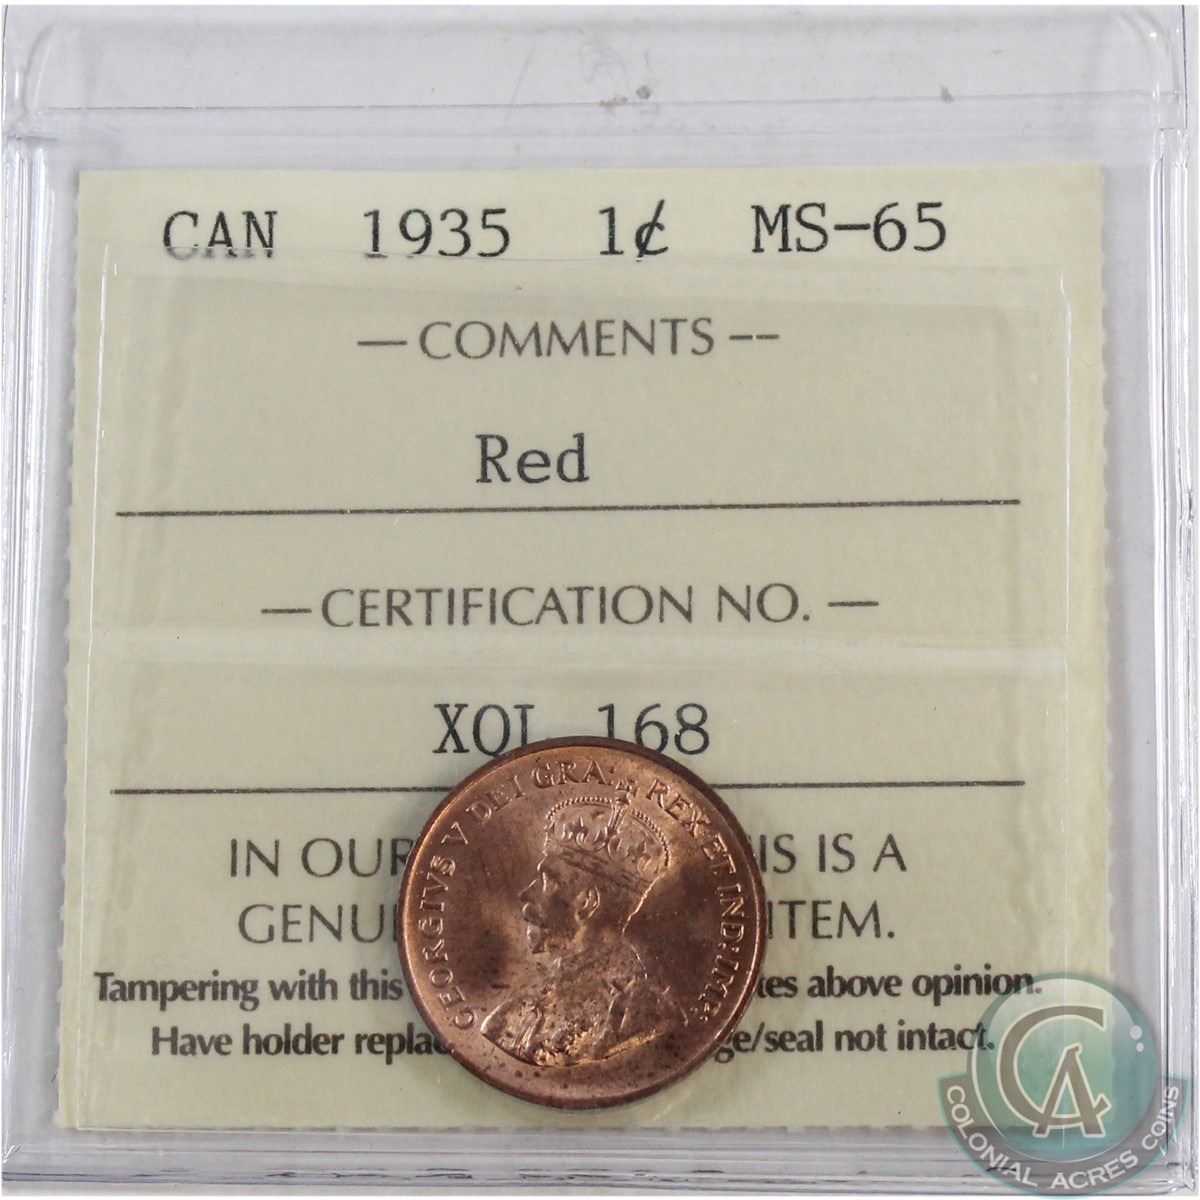 CAN 1935 1¢ MS-65
— COMMENTS --
Red
— CERTIFICATION NO. —
XQL 168
IN OUR IS IS A
GENU ITEM.
Tampering with this tes above opinion.
Have holder replac ge/seal not intact.
GEORGIVS V DEI GRA: REX ET IND:IMP:
CA
COLONIAL ACRES COINS